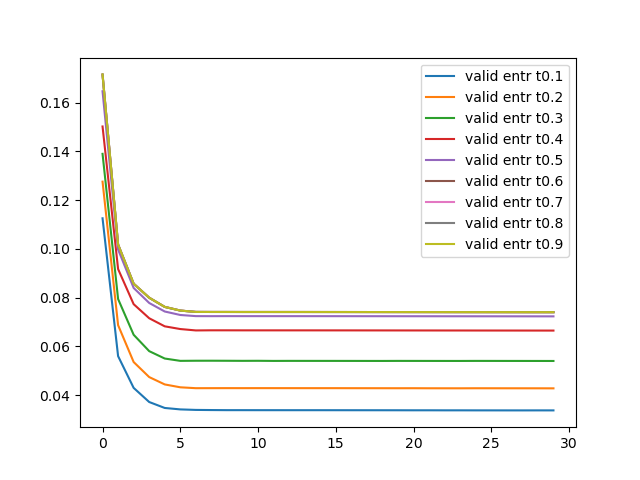 valid entr t0.1
valid entr t0.2
valid entr t0.3
valid entr t0.4
valid entr t0.5
valid entr t0.6
valid entr t0.7
valid entr t0.8
valid entr t0.9
0.16
0.14
0.12
0.10
0.08
0.06
0.04
0 5 10 15 20 25 30